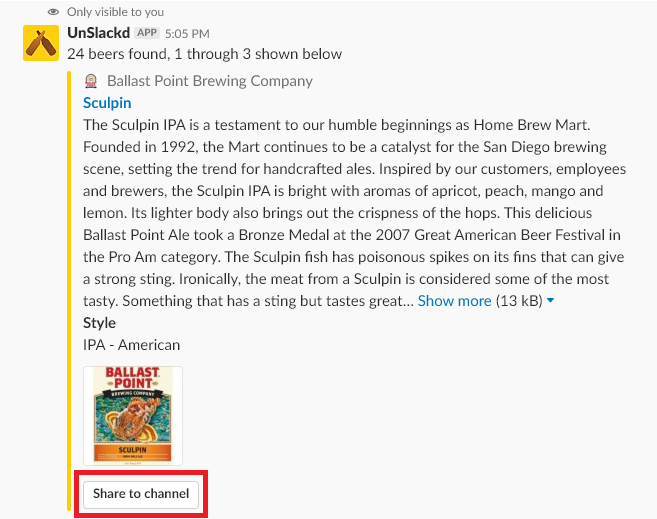 Only visible to you
UnSlackd APP 5:05 PM
24 beers found, 1 through 3 shown below
Ballast Point Brewing Company
Sculpin
The Sculpin IPA is a testament to our humble beginnings as Home Brew Mart.
Founded in 1992, the Mart continues to be a catalyst for the San Diego brewing
scene, setting the trend for handcrafted ales. Inspired by our customers, employees
and brewers, the Sculpin IPA is bright with aromas of apricot, peach, mango and
lemon. Its lighter body also brings out the crispness of the hops. This delicious
Ballast Point Ale took a Bronze Medal at the 2007 Great American Beer Festival in
the Pro Am category. The Sculpin fish has poisonous spikes on its fins that can give
a strong sting. Ironically, the meat from a Sculpin is considered some of the most
tasty. Something that has a sting but tastes great... Show more (13 kB)
Style
IPA - American
BALLAST
POINT
BREWING COMPANY
SCULPIN
INDIA PALE ALE
Share to channel